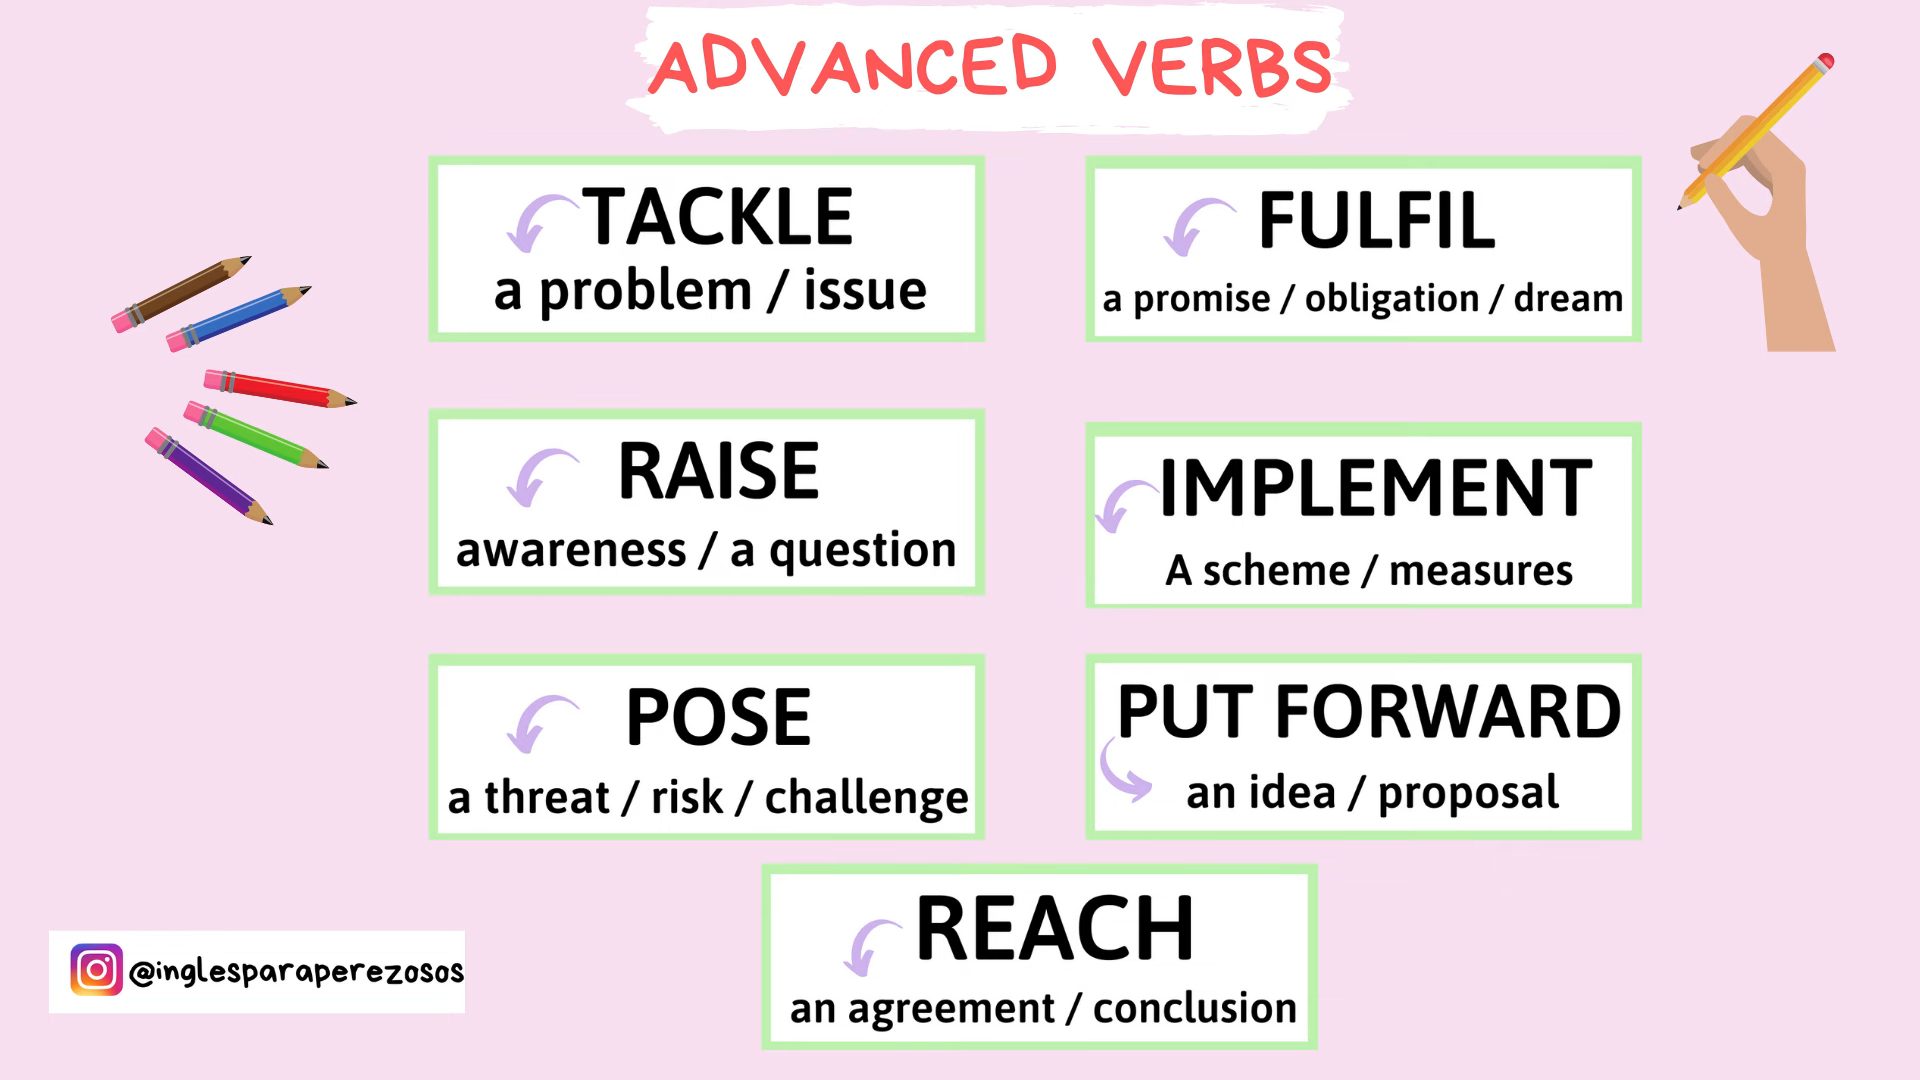 ADVANCED VERBS
TACKLE
a problem / issue
FULFIL
a promise / obligation / dream
RAISE
awareness / a question
IMPLEMENT
A scheme / measures
POSE
a threat / risk / challenge
PUT FORWARD
an idea / proposal
REACH
an agreement / conclusion
@inglesparaperezosos